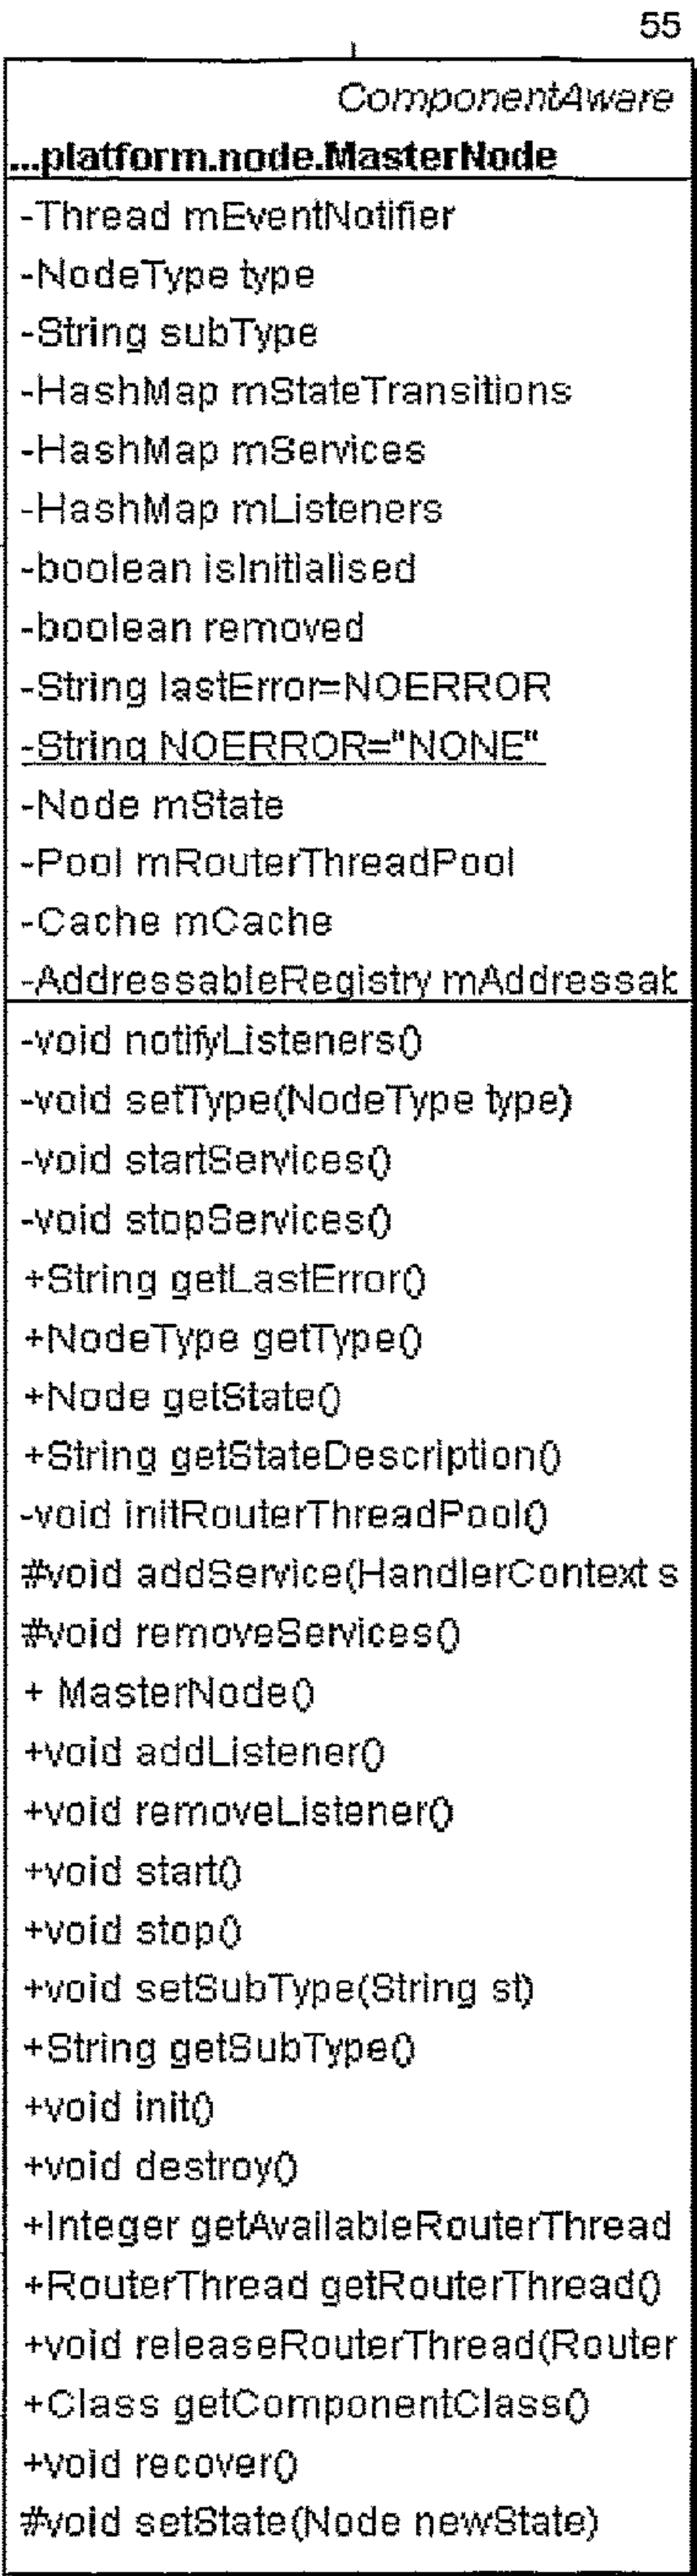 55
ComponentAware
...platform.node.MasterNode
-Thread mEventNotifier
-NodeType type
-String subType
-HashMap mStateTransitions
-HashMap mServices
-HashMap mListeners
-boolean isInitialised
-boolean removed
-String lastError=NOERROR
-String NOERROR="NONE"
-Node mState
-Pool mRouterThreadPool
-Cache mCache
-AddressableRegistry mAddressak
-void notifyListeners()
-void setType(NodeType type)
-void startServices()
-void stopServices()
+String getLastError()
+NodeType getType()
+Node getState()
+String getStateDescription()
-void initRouterThreadPool()
#void addService(HandlerContext s
#void removeServices()
+ MasterNode()
+void addListener()
+void removeListener()
+void start()
+void stop()
+void setSubType(String st)
+String getSubType()
+void init()
+void destroy()
+Integer getAvailableRouterThread
+RouterThread getRouterThread()
+void releaseRouterThread(Router
+Class getComponentClass()
+void recover()
#void setState(Node newState)